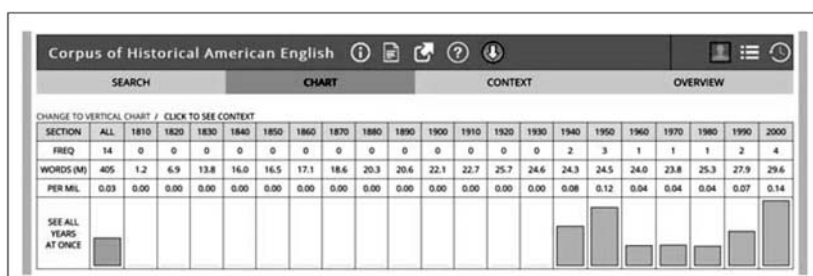 Corpus of Historical American English
SEARCH CHART CONTEXT OVERVIEW
CHANGE TO VERTICAL CHART / CLICK TO SEE CONTEXT
SECTION ALL 1810 1820 1830 1840 1850 1860 1870 1880 1890 1900 1910 1920 1930 1940 1950 1960 1970 1980 1990 2000
FREQ 14 0 0 0 0 0 0 0 0 0 0 0 0 0 2 3 1 1 1 2 4
WORDS (M) 405 1.2 6.9 13.8 16.0 16.5 17.1 18.6 20.3 20.6 22.1 22.7 25.7 24.6 24.3 24.5 24.0 23.8 25.3 27.9 29.6
PER MIL 0.03 0.00 0.00 0.00 0.00 0.00 0.00 0.00 0.00 0.00 0.00 0.00 0.00 0.00 0.08 0.12 0.04 0.04 0.04 0.07 0.14
SEE ALL
YEARS
AT ONCE